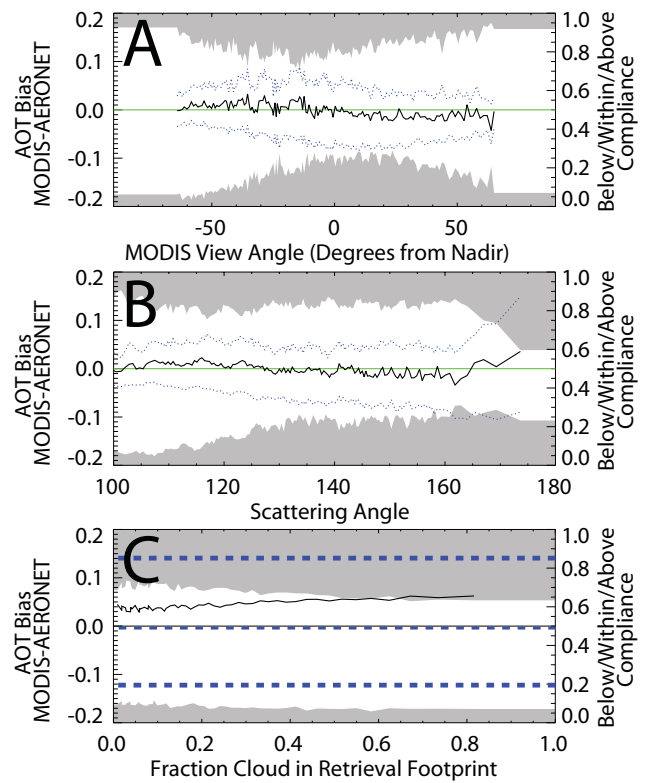 A
0.2
0.1
0.0
-0.1
-0.2
AOT Bias
MODIS-AERONET
1.0
0.8
0.6
0.4
0.2
0.0
Below/Within/Above
Compliance
-50 0 50
MODIS View Angle (Degrees from Nadir)
B
0.2
0.1
0.0
-0.1
-0.2
AOT Bias
MODIS-AERONET
1.0
0.8
0.6
0.4
0.2
0.0
Below/Within/Above
Compliance
100 120 140 160 180
Scattering Angle
C
0.2
0.1
0.0
-0.1
-0.2
AOT Bias
MODIS-AERONET
1.0
0.8
0.6
0.4
0.2
0.0
Below/Within/Above
Compliance
0.0 0.2 0.4 0.6 0.8 1.0
Fraction Cloud in Retrieval Footprint